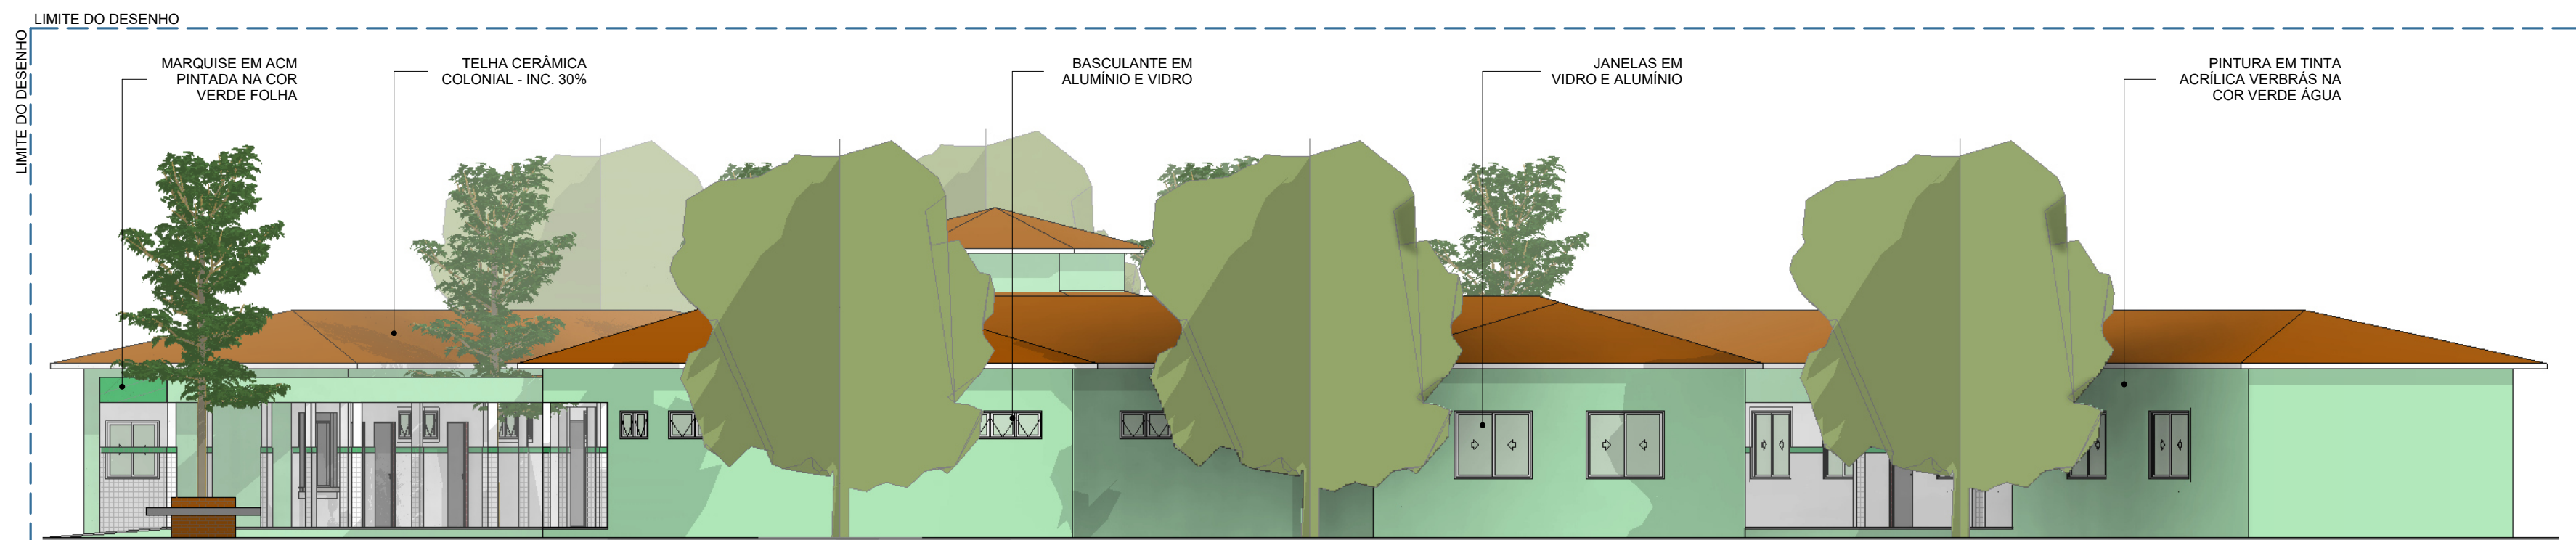 LIMITE DO DESENHO
LIMITE DO DESENHO
MARQUISE EM ACM
PINTADA NA COR
VERDE FOLHA
TELHA CERÂMICA
COLONIAL - INC. 30%
BASCULANTE EM
ALUMÍNIO E VIDRO
JANELAS EM
VIDRO E ALUMÍNIO
PINTURA EM TINTA
ACRÍLICA VERBRÁS NA
COR VERDE ÁGUA